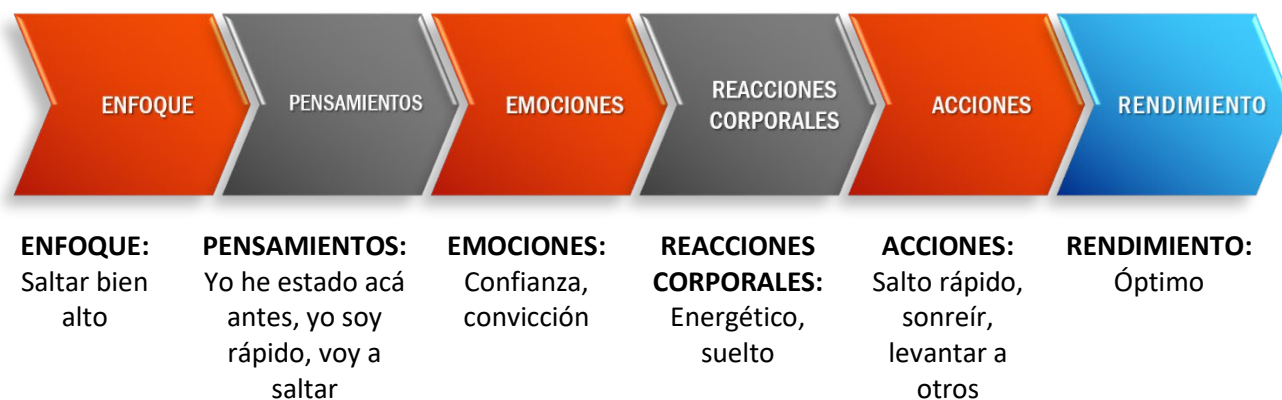 ENFOQUE
PENSAMIENTOS
EMOCIONES
REACCIONES
CORPORALES
ACCIONES
RENDIMIENTO
ENFOQUE:
Saltar bien
alto
PENSAMIENTOS:
Yo he estado acá
antes, yo soy
rápido, voy a
saltar
EMOCIONES:
Confianza,
convicción
REACCIONES
CORPORALES:
Energético,
suelto
ACCIONES:
Salto rápido,
sonreír,
levantar a
otros
RENDIMIENTO:
Óptimo